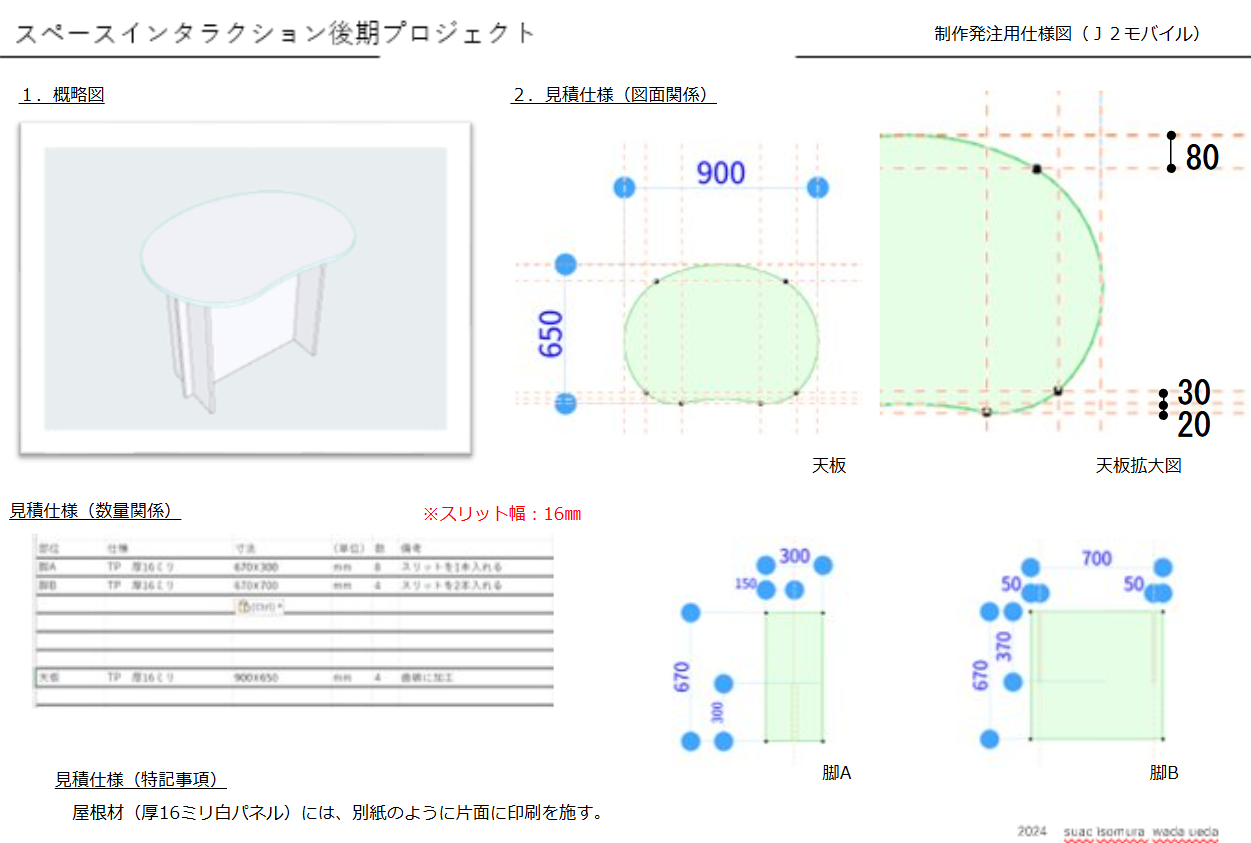 スペースインタラクション後期プロジェクト
制作発注用仕様図（Ｊ２モバイル）
１．概略図
２．見積仕様（図面関係）
900
650
80
30
20
天板
天板拡大図
見積仕様（数量関係）
※スリット幅：16㎜
部位 仕様 寸法 （単位） 数 備考
脚A TP 厚16ミリ 670X300 mm 8 スリットを1本入れる
脚B TP 厚16ミリ 670X700 mm 4 スリットを2本入れる
(Ctrl)
天板 TP 厚16ミリ 900X650 mm 4 曲線に加工
300
150
670
300
脚A
700
50 50
370
670
脚B
見積仕様（特記事項）
屋根材（厚16ミリ白パネル）には、別紙のように片面に印刷を施す。
2024 suac isomura wada ueda